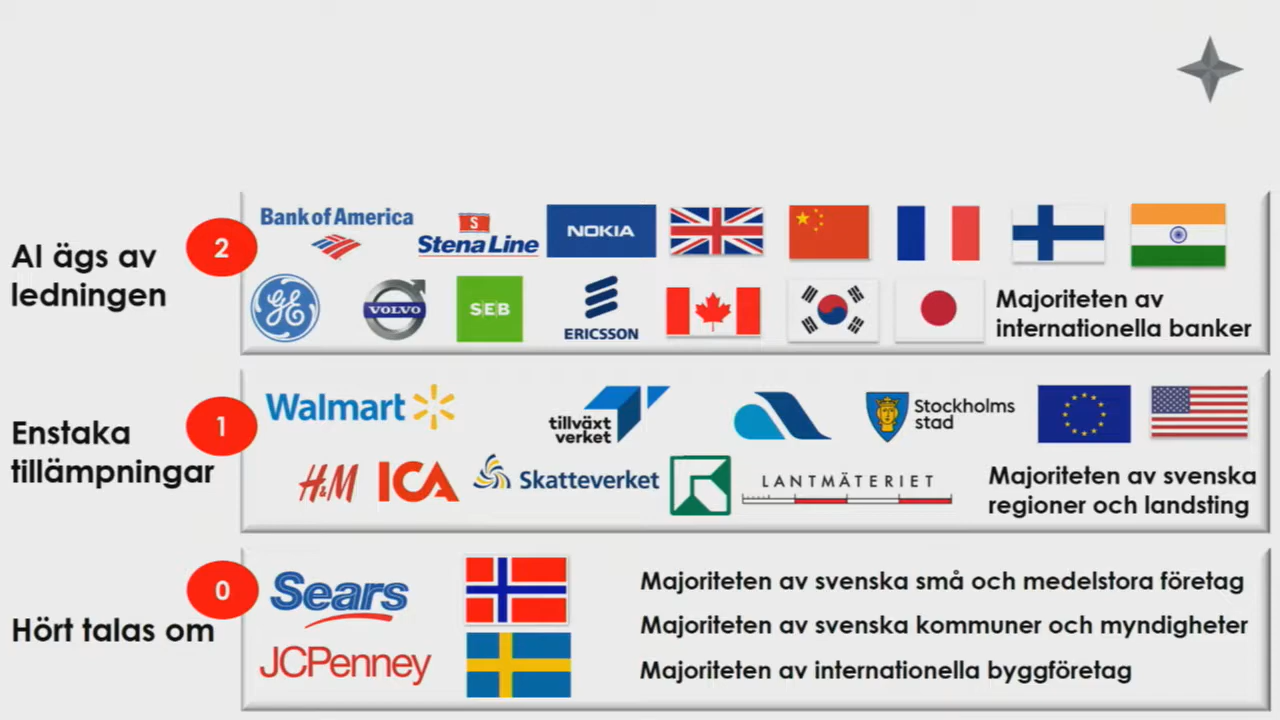 AI ägs av
ledningen
2
Bank of America
S
Stena Line
NOKIA
GE
VOLVO
SEB
ERICSSON
Majoriteten av
internationella banker
Enstaka
tillämpningar
1
Walmart
tillväxt
verket
Stockholms
stad
H&M
ICA
Skatteverket
LANTMÄTERIET
Majoriteten av svenska
regioner och landsting
Hört talas om
0
Sears
JCPenney
Majoriteten av svenska små och medelstora företag
Majoriteten av svenska kommuner och myndigheter
Majoriteten av internationella byggföretag